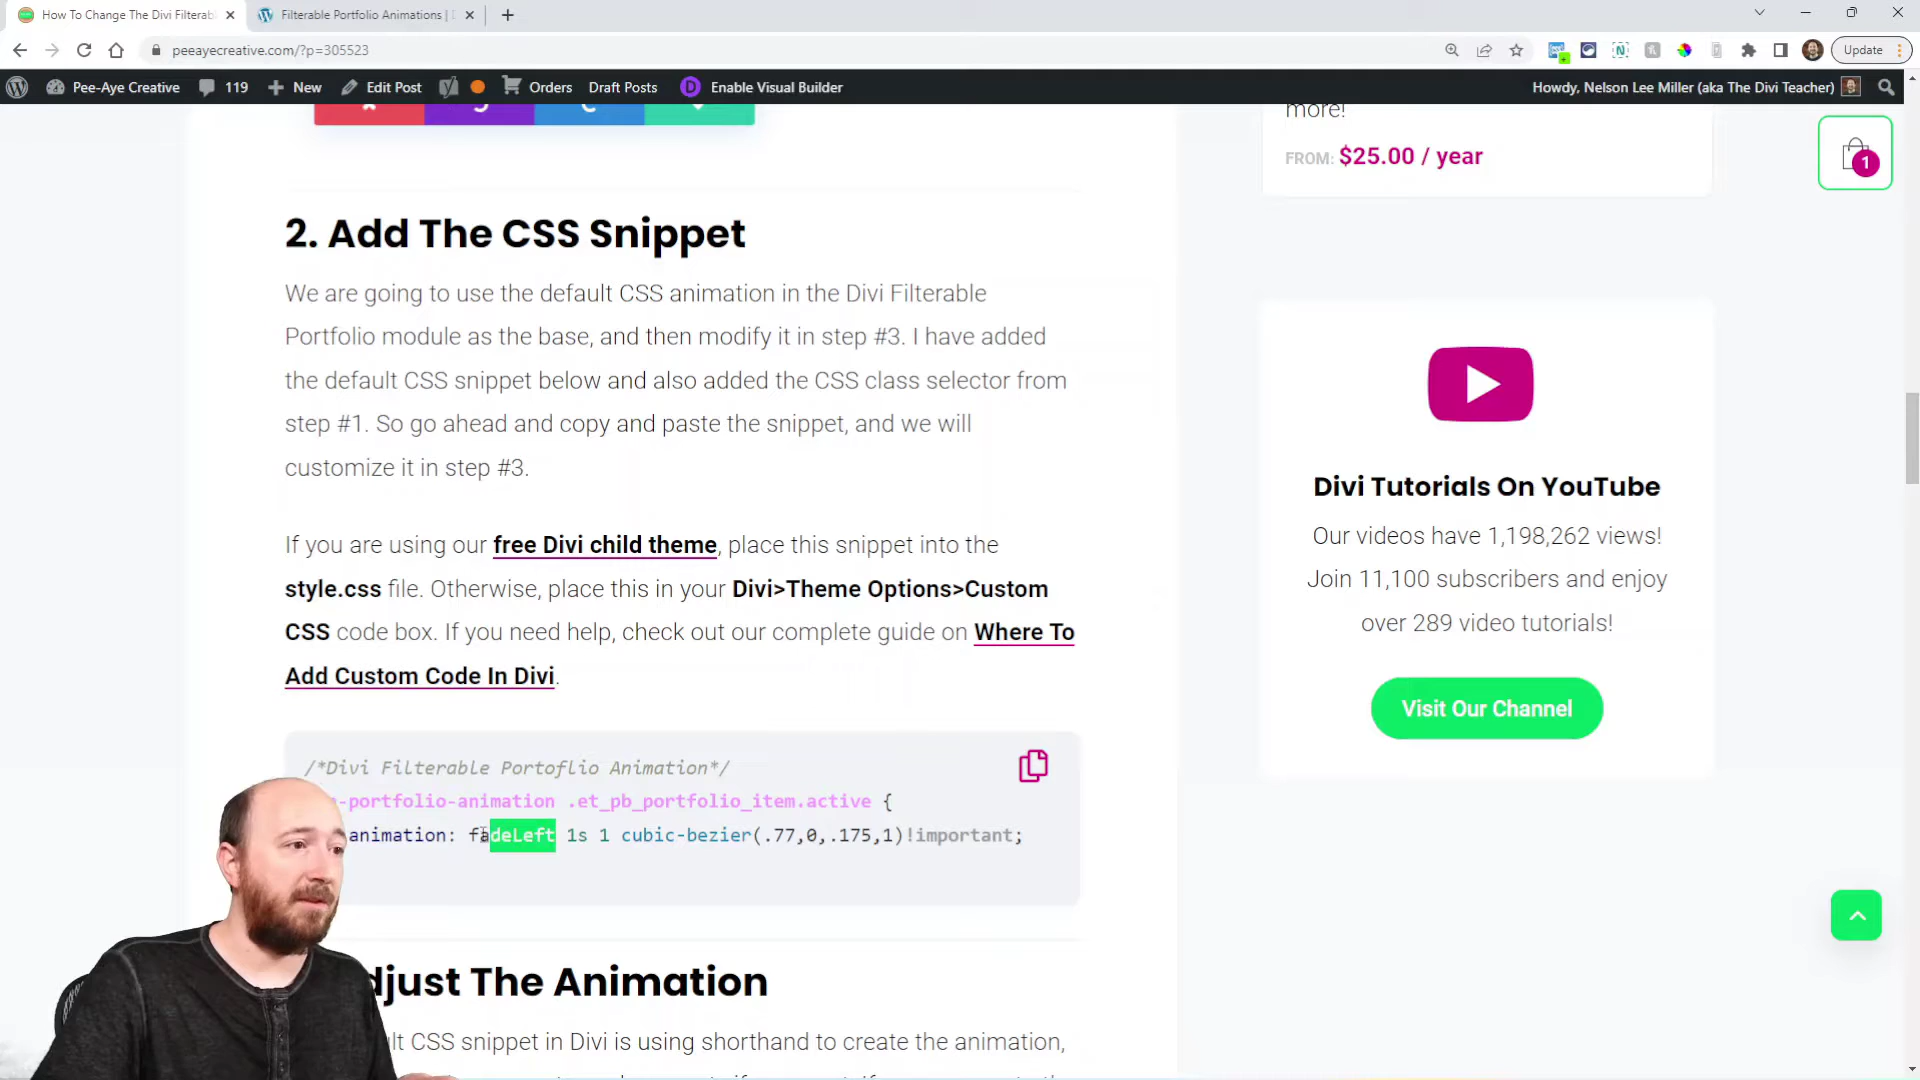 How To Change The Divi Filterab
Filterable Portfolio Animations |
peeayecreative.com/?p=305523
Update
Pee-Aye Creative
119
New
Edit Post
Orders
Draft Posts
Enable Visual Builder
Howdy, Nelson Lee Miller (aka The Divi Teacher)
more!
FROM: $25.00 / year
1
2. Add The CSS Snippet
We are going to use the default CSS animation in the Divi Filterable
Portfolio module as the base, and then modify it in step #3. I have added
the default CSS snippet below and also added the CSS class selector from
step #1. So go ahead and copy and paste the snippet, and we will
customize it in step #3.
If you are using our free Divi child theme, place this snippet into the
style.css file. Otherwise, place this in your Divi>Theme Options>Custom
CSS code box. If you need help, check out our complete guide on Where To
Add Custom Code In Divi.
/*Divi Filterable Portoflio Animation*/
-portfolio-animation .et_pb_portfolio_item.active {
animation: fadeLeft 1s 1 cubic-bezier(.77,0,.175,1)!important;
djust The Animation
lt CSS snippet in Divi is using shorthand to create the animation,
Divi Tutorials On YouTube
Our videos have 1,198,262 views!
Join 11,100 subscribers and enjoy
over 289 video tutorials!
Visit Our Channel